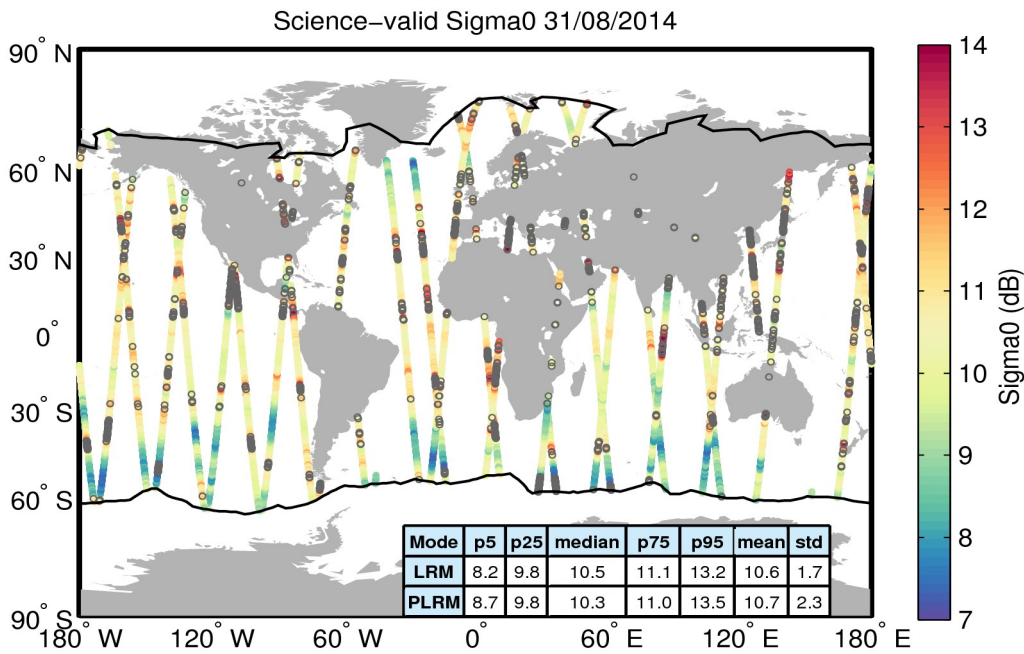 Science−valid Sigma0 31/08/2014
90° N
60° N
30° N
0°
30° S
60° S
90° S
180° W
120° W
60° W
0°
60° E
120° E
180° E
Mode p5 p25 median p75 p95 mean std
LRM 8.2 9.8 10.5 11.1 13.2 10.6 1.7
PLRM 8.7 9.8 10.3 11.0 13.5 10.7 2.3
14
13
12
11
10
9
8
7
Sigma0 (dB)